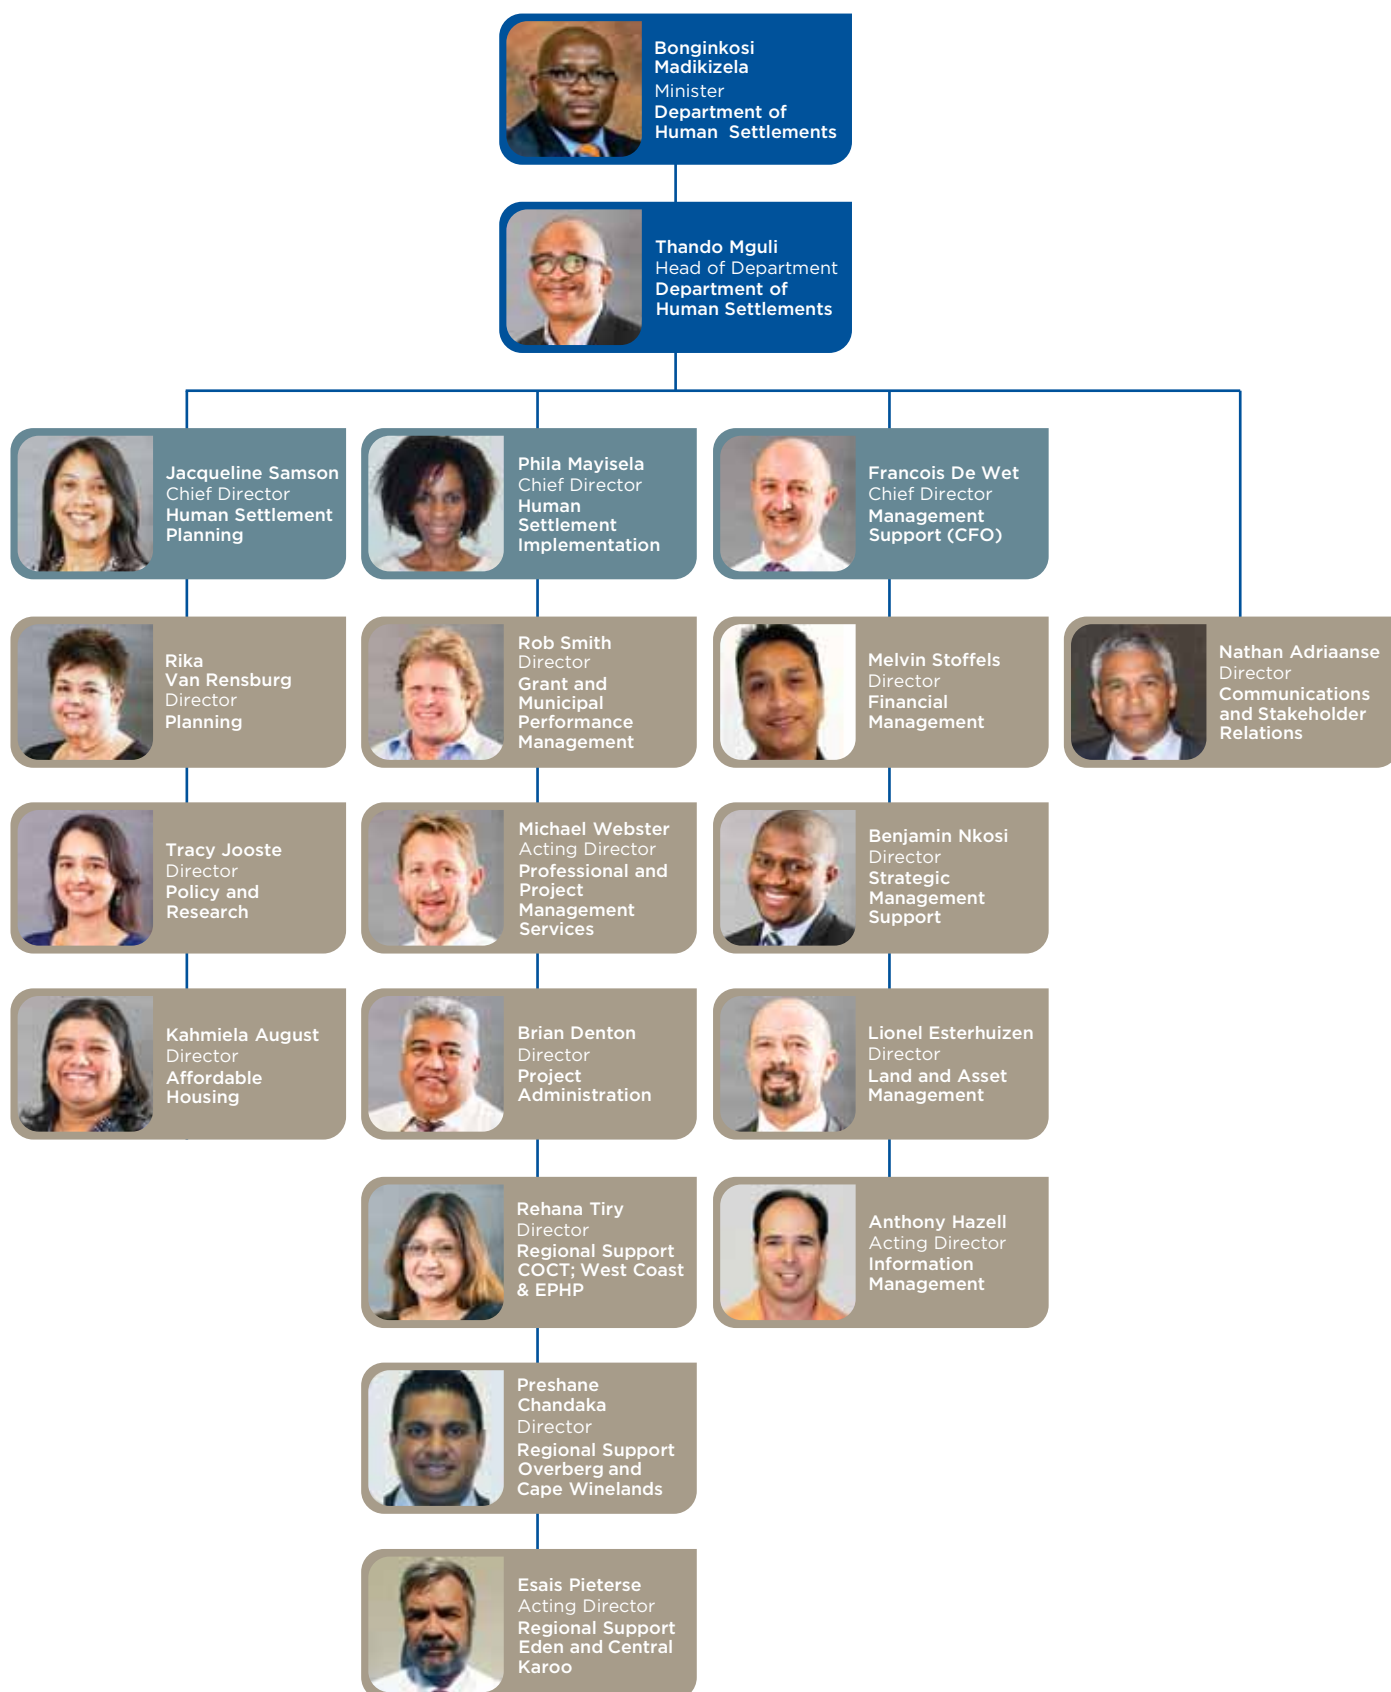 Bonginkosi
Madikizela
Minister
Department of
Human Settlements
Thando Mguli
Head of Department
Department of
Human Settlements
Jacqueline Samson
Chief Director
Human Settlement
Planning
Phila Mayisela
Chief Director
Human
Settlement
Implementation
Francois De Wet
Chief Director
Management
Support (CFO)
Rika
Van Rensburg
Director
Planning
Rob Smith
Director
Grant and
Municipal
Performance
Management
Melvin Stoffels
Director
Financial
Management
Nathan Adriaanse
Director
Communications
and Stakeholder
Relations
Tracy Jooste
Director
Policy and
Research
Michael Webster
Acting Director
Professional and
Project
Management
Services
Benjamin Nkosi
Director
Strategic
Management
Support
Kahmiela August
Director
Affordable
Housing
Brian Denton
Director
Project
Administration
Lionel Esterhuizen
Director
Land and Asset
Management
Rehana Tiry
Director
Regional Support
COCT; West Coast
& EPHP
Anthony Hazell
Acting Director
Information
Management
Preshane
Chandaka
Director
Regional Support
Overberg and
Cape Winelands
Esais Pieterse
Acting Director
Regional Support
Eden and Central
Karoo